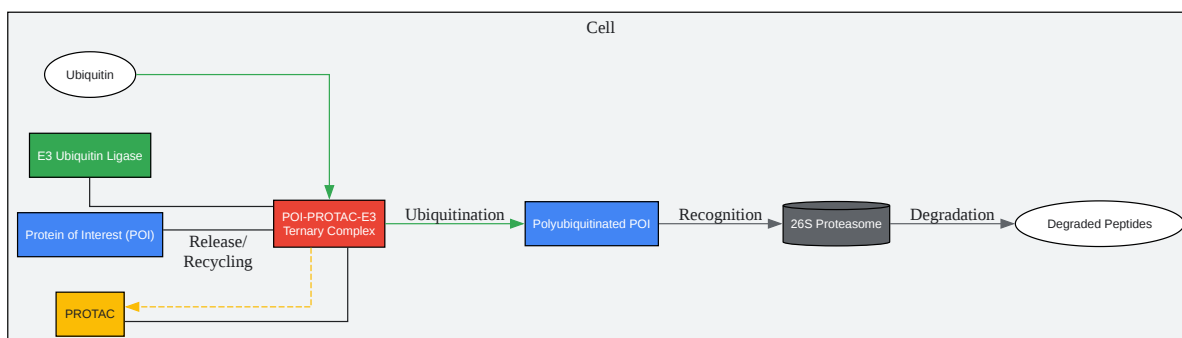 Cell
Ubiquitin
E3 Ubiquitin Ligase
Protein of Interest (POI)
Release/
Recycling
PROTAC
POI-PROTAC-E3
Ternary Complex
Ubiquitination
Polyubiquitinated POI
Recognition
26S Proteasome
Degradation
Degraded Peptides